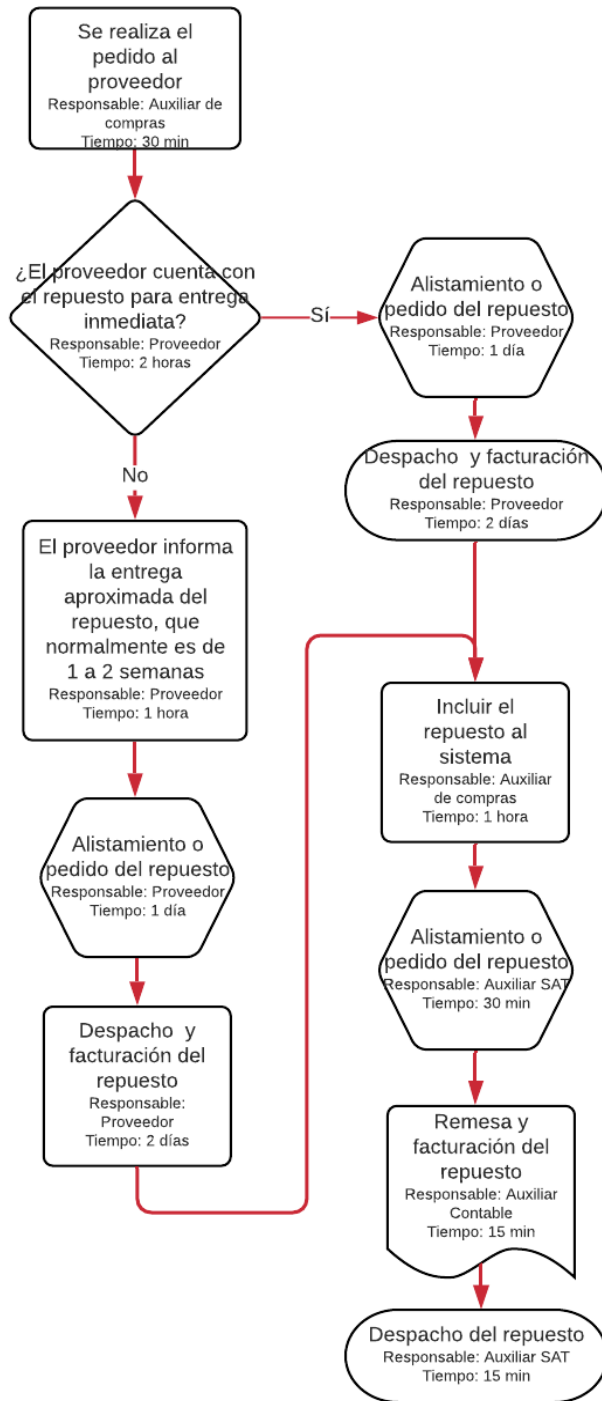 Se realiza el
pedido al
proveedor
Responsable: Auxiliar de
compras
Tiempo: 30 min
¿El proveedor cuenta con
el repuesto para entrega
inmediata?
Responsable: Proveedor
Tiempo: 2 horas
Sí
Alistamiento o
pedido del repuesto
Responsable: Proveedor
Tiempo: 1 día
Despacho y facturación
del repuesto
Responsable: Proveedor
Tiempo: 2 días
No
El proveedor informa
la entrega
aproximada del
repuesto, que
normalmente es de
1 a 2 semanas
Responsable: Proveedor
Tiempo: 1 hora
Alistamiento o
pedido del repuesto
Responsable: Proveedor
Tiempo: 1 día
Despacho y
facturación del
repuesto
Responsable:
Proveedor
Tiempo: 2 días
Incluir el
repuesto al
sistema
Responsable: Auxiliar
de compras
Tiempo: 1 hora
Alistamiento o
pedido del repuesto
Responsable: Auxiliar SAT
Tiempo: 30 min
Remesa y
facturación del
repuesto
Responsable: Auxiliar
Contable
Tiempo: 15 min
Despacho del repuesto
Responsable: Auxiliar SAT
Tiempo: 15 min